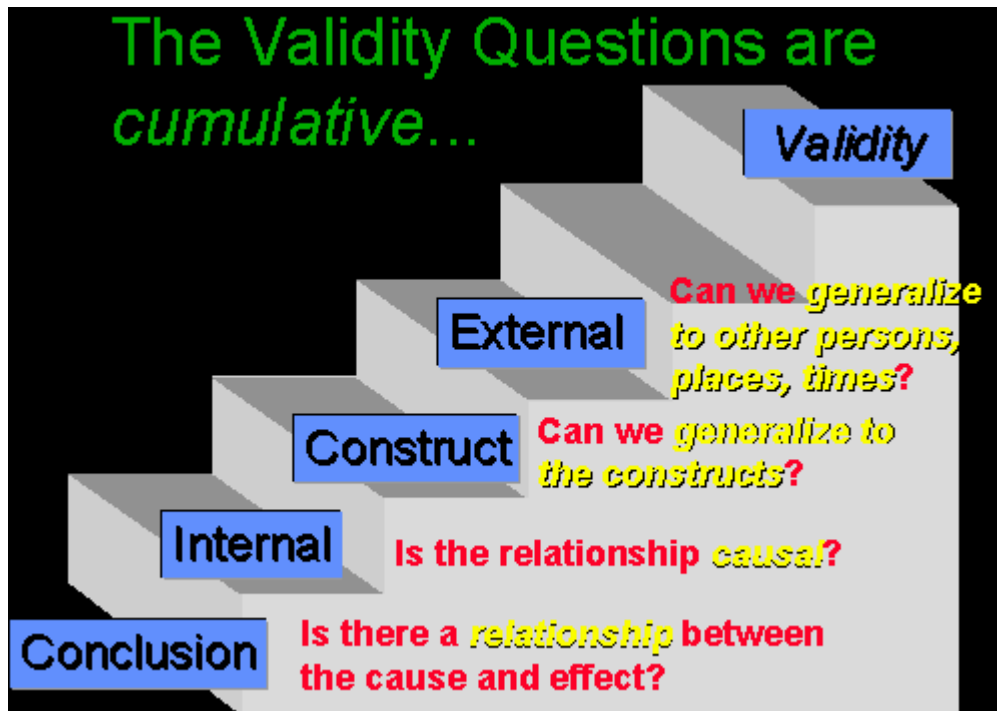 The Validity Questions are
cumulative...
Validity
External
Can we generalize
to other persons,
places, times?
Construct
Can we generalize to
the constructs?
Internal
Is the relationship causal?
Conclusion
Is there a relationship between
the cause and effect?